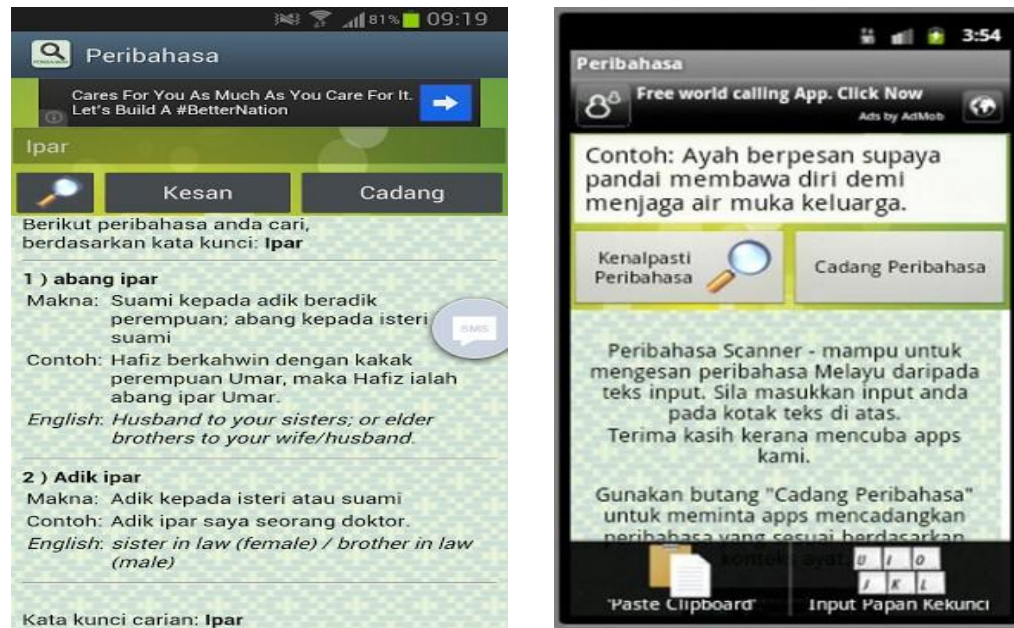 81% 09:19
Peribahasa
Cares For You As Much As You Care For It.
Let's Build A #BetterNation
Ipar
Kesan
Cadang
Berikut peribahasa anda cari,
berdasarkan kata kunci: Ipar
1 ) abang ipar
Makna: Suami kepada adik beradik
perempuan; abang kepada isteri
suami
SMS
Contoh: Hafiz berkahwin dengan kakak
perempuan Umar, maka Hafiz ialah
abang ipar Umar.
English: Husband to your sisters; or elder
brothers to your wife/husband.
2 ) Adik ipar
Makna: Adik kepada isteri atau suami
Contoh: Adik ipar saya seorang doktor.
English: sister in law (female) / brother in law
(male)
Kata kunci carian: Ipar
3:54
Peribahasa
Free world calling App. Click Now
Ads by AdMob
Contoh: Ayah berpesan supaya
pandai membawa diri demi
menjaga air muka keluarga.
Kenalpasti
Peribahasa
Cadang Peribahasa
Peribahasa Scanner - mampu untuk
mengesan peribahasa Melayu daripada
teks input. Sila masukkan input anda
pada kotak teks di atas.
Terima kasih kerana mencuba apps
kami.
Gunakan butang "Cadang Peribahasa"
untuk meminta apps mencadangkan
peribahasa yang sesuai berdasarkan
konteks ayat.
U I O
J K L
"Paste Clipboard"
Input Papan Kekunci